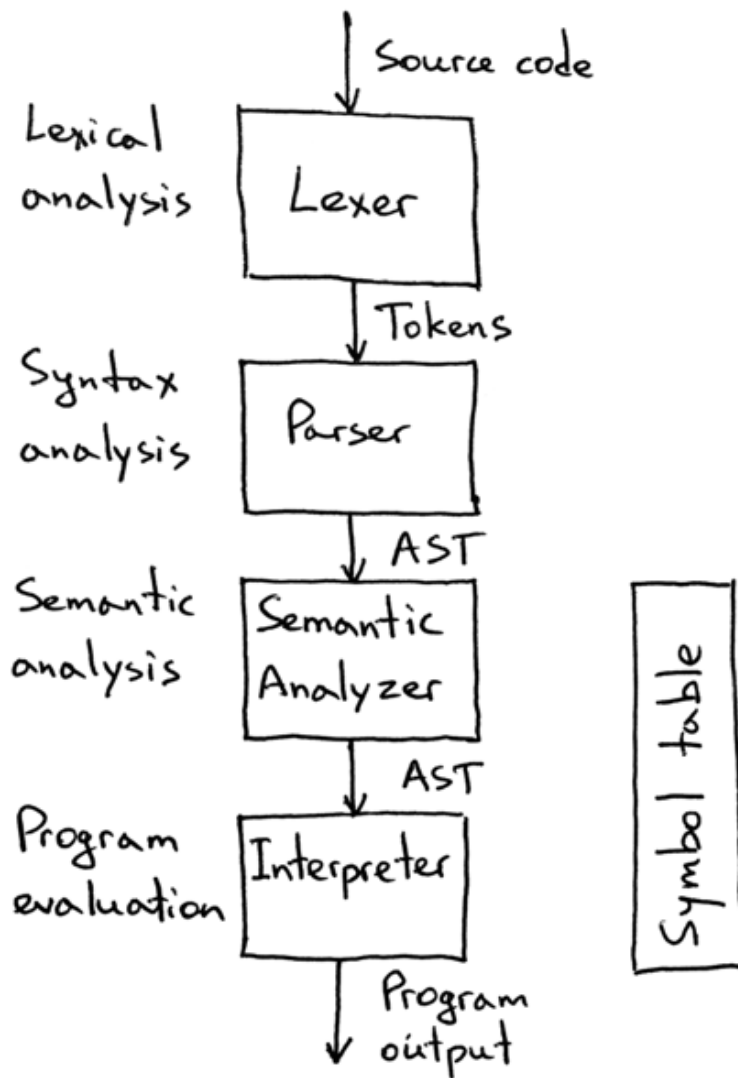 Source code
Lexical
analysis
Lexer
Tokens
Syntax
analysis
Parser
AST
Semantic
analysis
Semantic
Analyzer
AST
Program
evaluation
Interpreter
Symbol table
Program
output